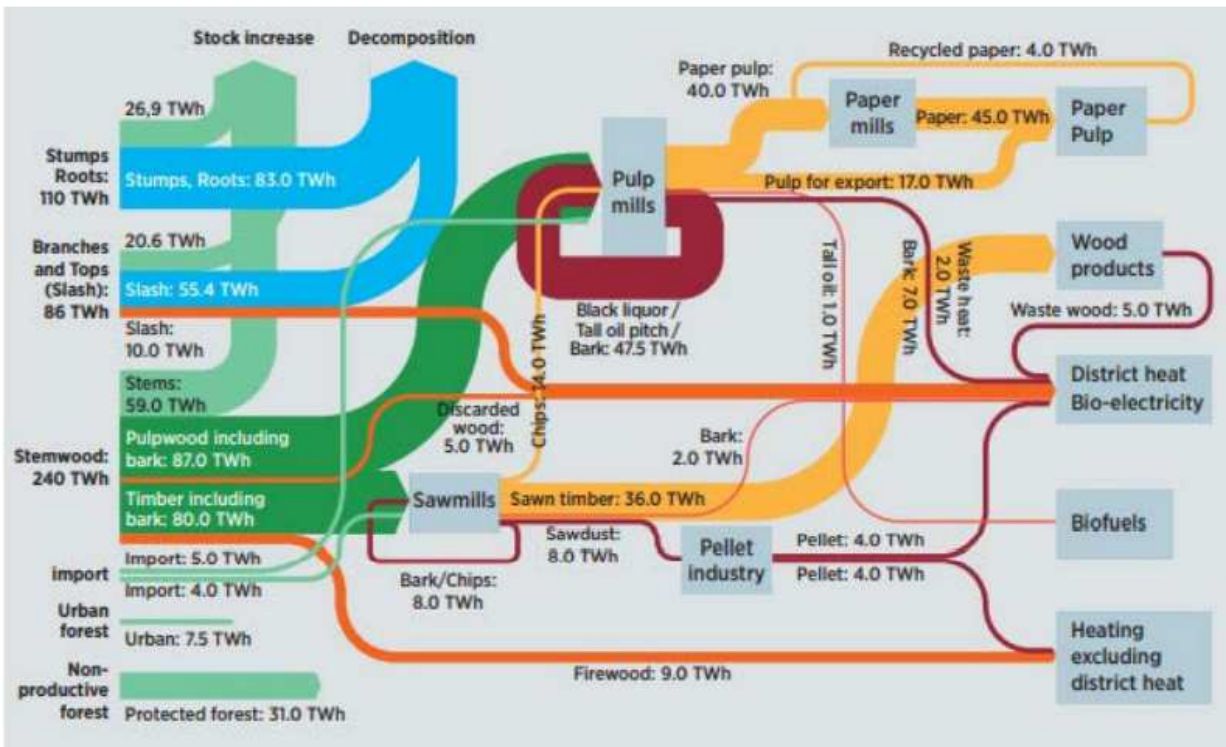 Stock increase
Decomposition
26,9 TWh
Stumps
Roots:
110 TWh
Stumps, Roots: 83.0 TWh
20.6 TWh
Branches
and Tops
(Slash):
86 TWh
Slash: 55.4 TWh
Slash:
10.0 TWh
Stems:
59.0 TWh
Stemwood:
240 TWh
Pulpwood including
bark: 87.0 TWh
Timber including
bark: 80.0 TWh
import
Import: 5.0 TWh
Import: 4.0 TWh
Urban
forest
Urban: 7.5 TWh
Non-
productive
forest
Protected forest: 31.0 TWh
Recycled paper: 4.0 TWh
Paper pulp:
40.0 TWh
Paper
mills
Paper: 45.0 TWh
Paper
Pulp
Pulp
mills
Pulp for export: 17.0 TWh
Black liquor /
Tall oil pitch /
Bark: 47.5 TWh
Tall oil: 1.0 TWh
Bark: 7.0 TWh
Waste heat:
2.0 TWh
Wood
products
Waste wood: 5.0 TWh
Chips: 14.0 TWh
Discarded
wood:
5.0 TWh
Bark:
2.0 TWh
District heat
Bio-electricity
Sawmills
Sawn timber: 36.0 TWh
Sawdust:
8.0 TWh
Bark/Chips:
8.0 TWh
Pellet
industry
Pellet: 4.0 TWh
Pellet: 4.0 TWh
Biofuels
Firewood: 9.0 TWh
Heating
excluding
district heat